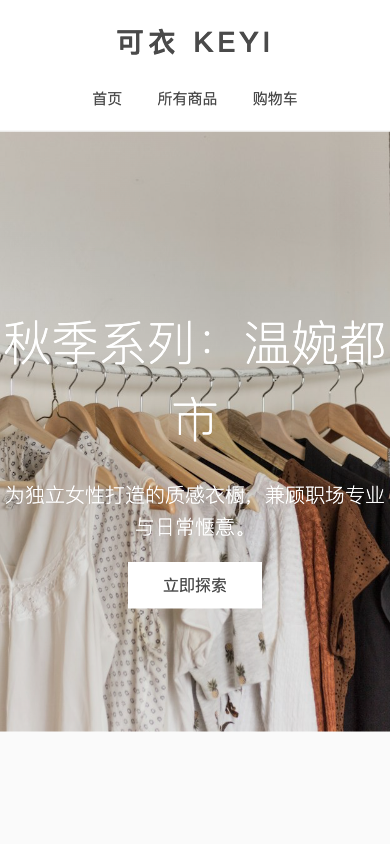 可衣 KEYI
首页 所有商品 购物车
秋季系列：温婉都
市
为独立女性打造的质感衣橱，兼顾职场专业
与日常惬意。
立即探索